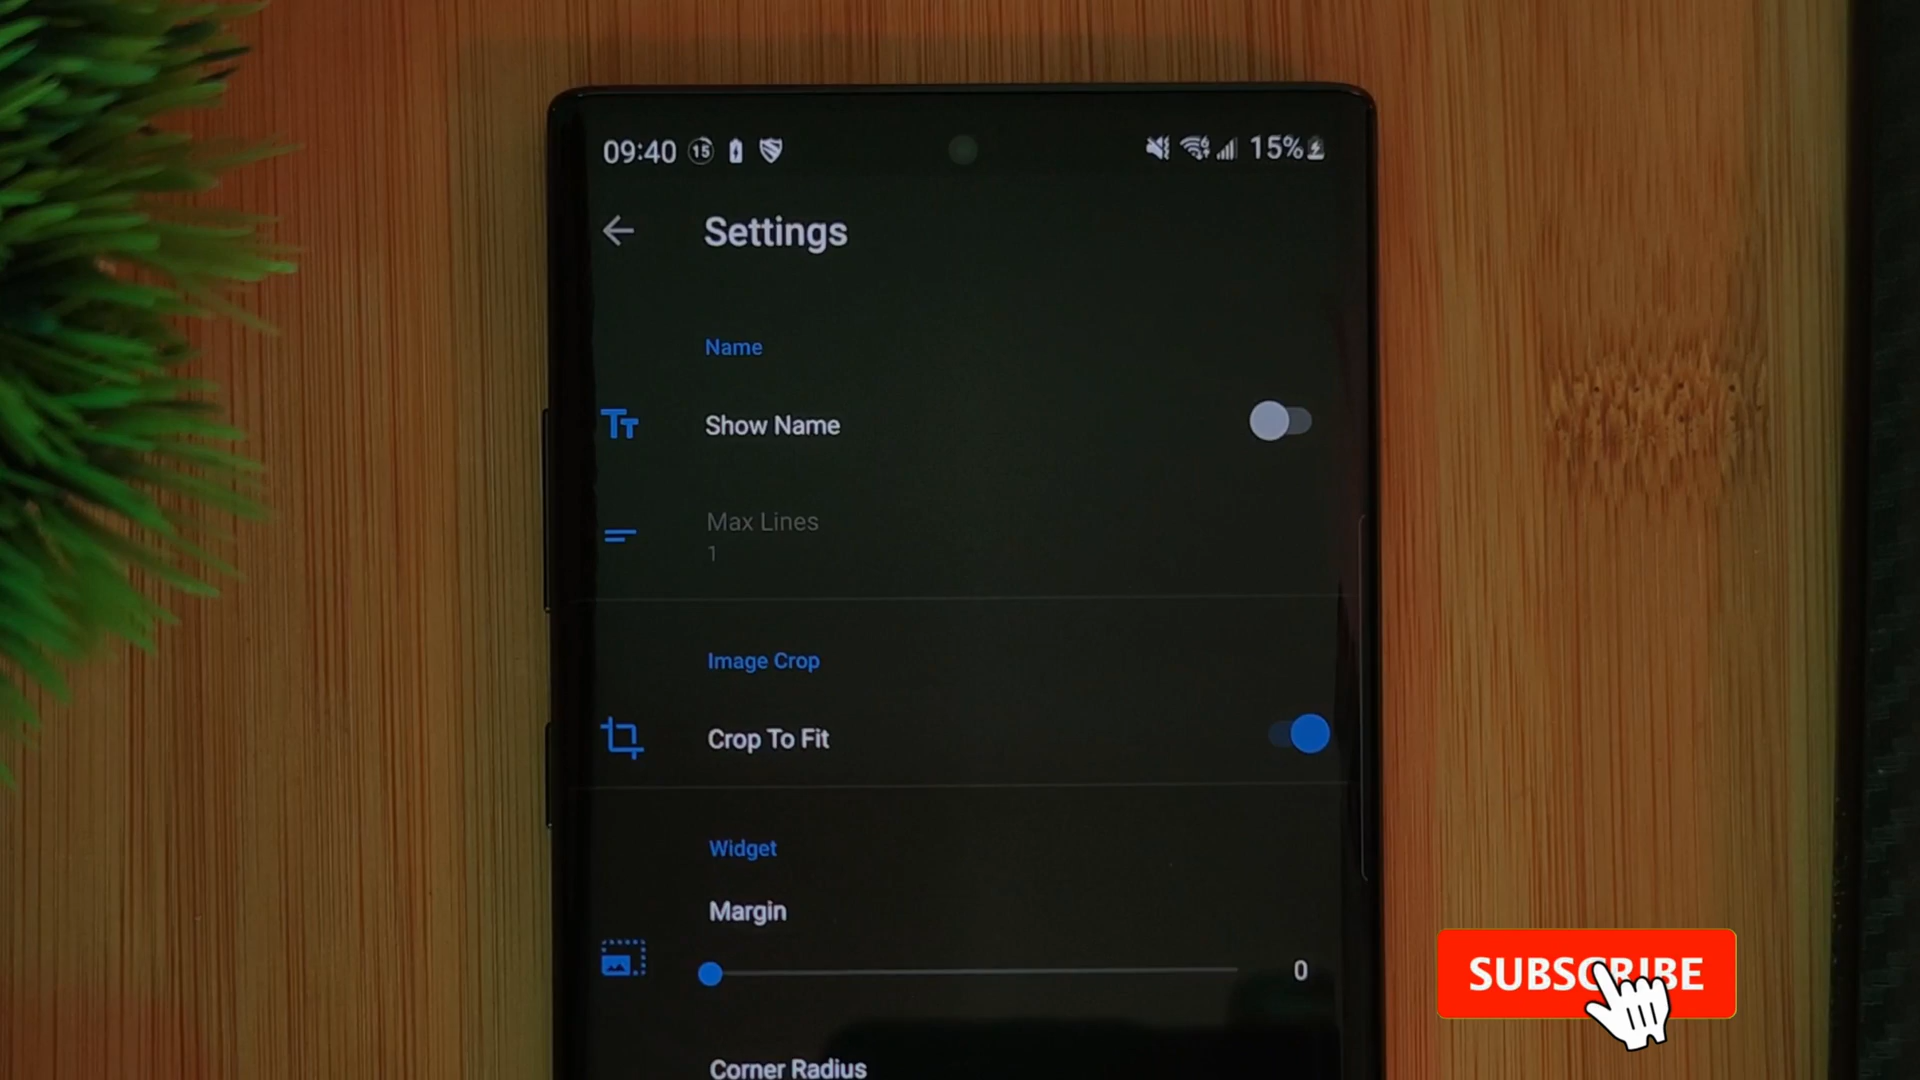 09:40 15 15%
Settings
Name
Show Name
Max Lines
1
Image Crop
Crop To Fit
Widget
Margin
0
Corner Radius
SUBSCRIBE